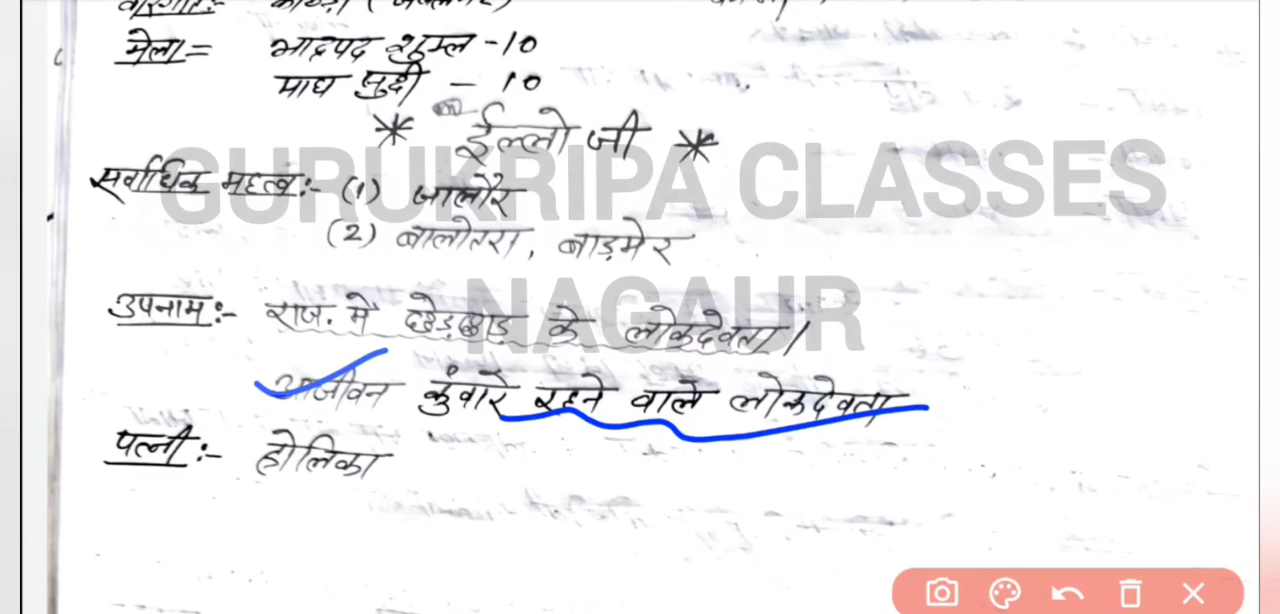 मेला = भाद्रपद शुक्ल - 10
माघ सुदी - 10
* ईल्लो जी *
सर्वाधिक महत्व :- (1) जालौर
(2) बालोतरा, बाड़मेर
उपनाम :- राज. में छेड़छाड़ के लोकदेवता।
आजीवन कुंवारे रहने वाले लोकदेवता
पत्नी :- होलिका
GURUKRIPA CLASSES
NAGAUR